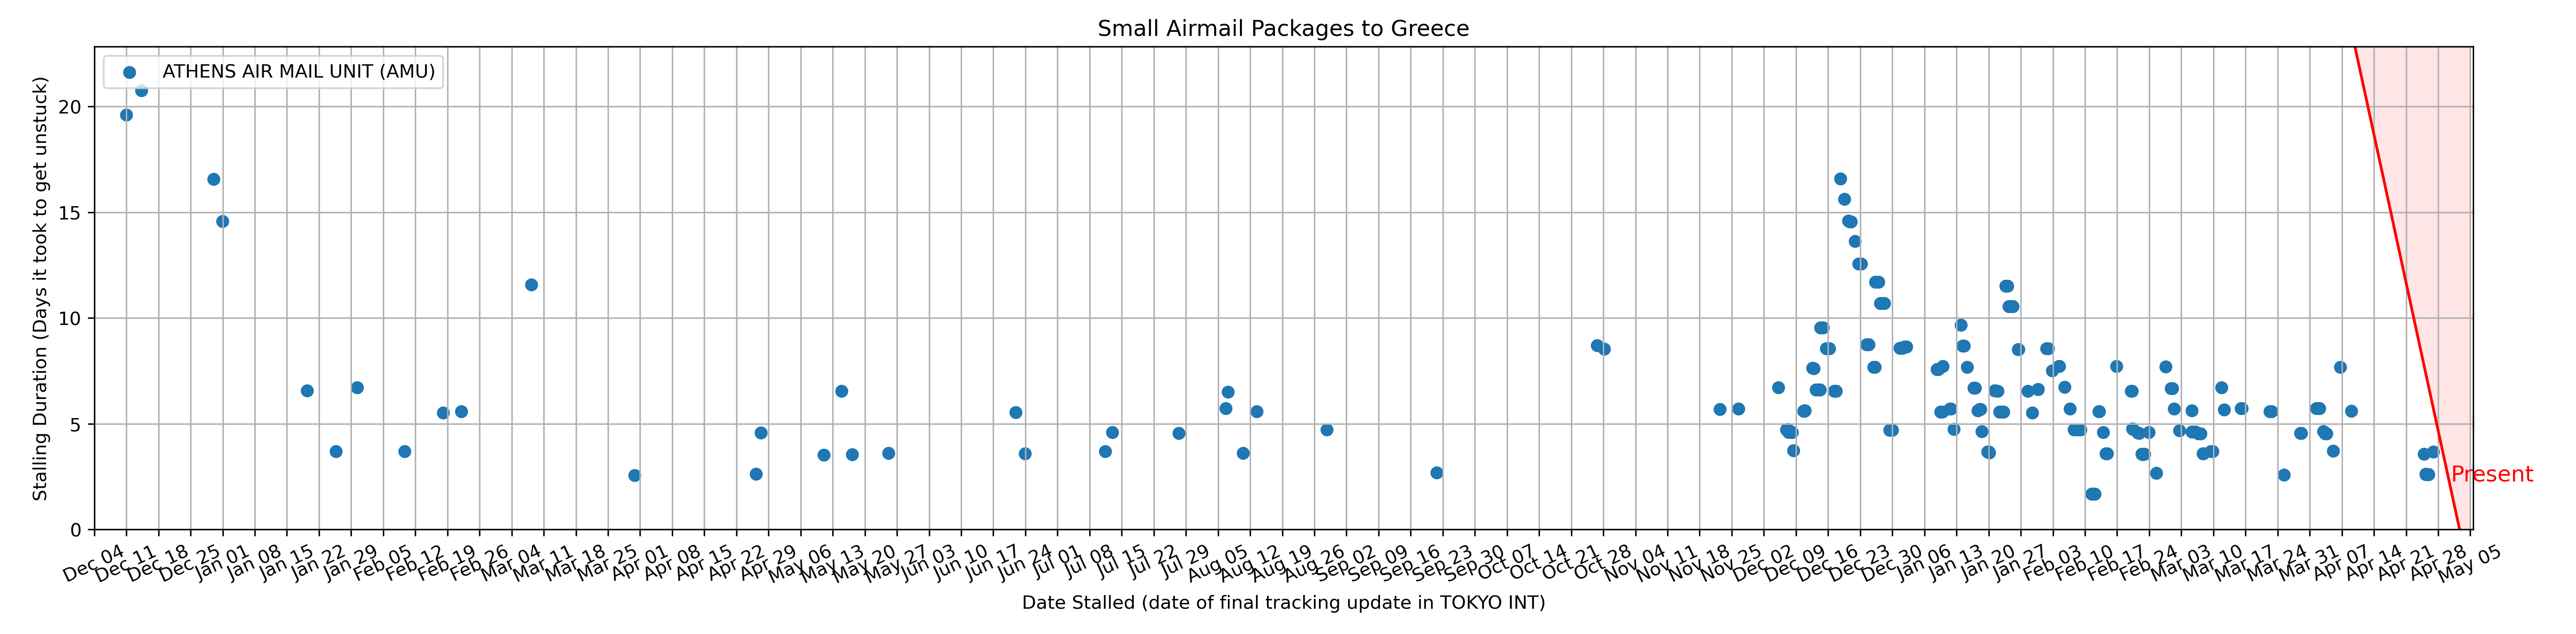 Small Airmail Packages to Greece
ATHENS AIR MAIL UNIT (AMU)
Stalling Duration (Days it took to get unstuck)
20
15
10
5
0
Present
Dec 04
Dec 11
Dec 18
Dec 25
Jan 01
Jan 08
Jan 15
Jan 22
Jan 29
Feb 05
Feb 12
Feb 19
Feb 26
Mar 04
Mar 11
Mar 18
Mar 25
Apr 01
Apr 08
Apr 15
Apr 22
Apr 29
May 06
May 13
May 20
May 27
Jun 03
Jun 10
Jun 17
Jun 24
Jul 01
Jul 08
Jul 15
Jul 22
Jul 29
Aug 05
Aug 12
Aug 19
Aug 26
Sep 02
Sep 09
Sep 16
Sep 23
Sep 30
Oct 07
Oct 14
Oct 21
Oct 28
Nov 04
Nov 11
Nov 18
Nov 25
Dec 02
Dec 09
Dec 16
Dec 23
Dec 30
Jan 06
Jan 13
Jan 20
Jan 27
Feb 03
Feb 10
Feb 17
Feb 24
Mar 03
Mar 10
Mar 17
Mar 24
Mar 31
Apr 07
Apr 14
Apr 21
Apr 28
May 05
Date Stalled (date of final tracking update in TOKYO INT)